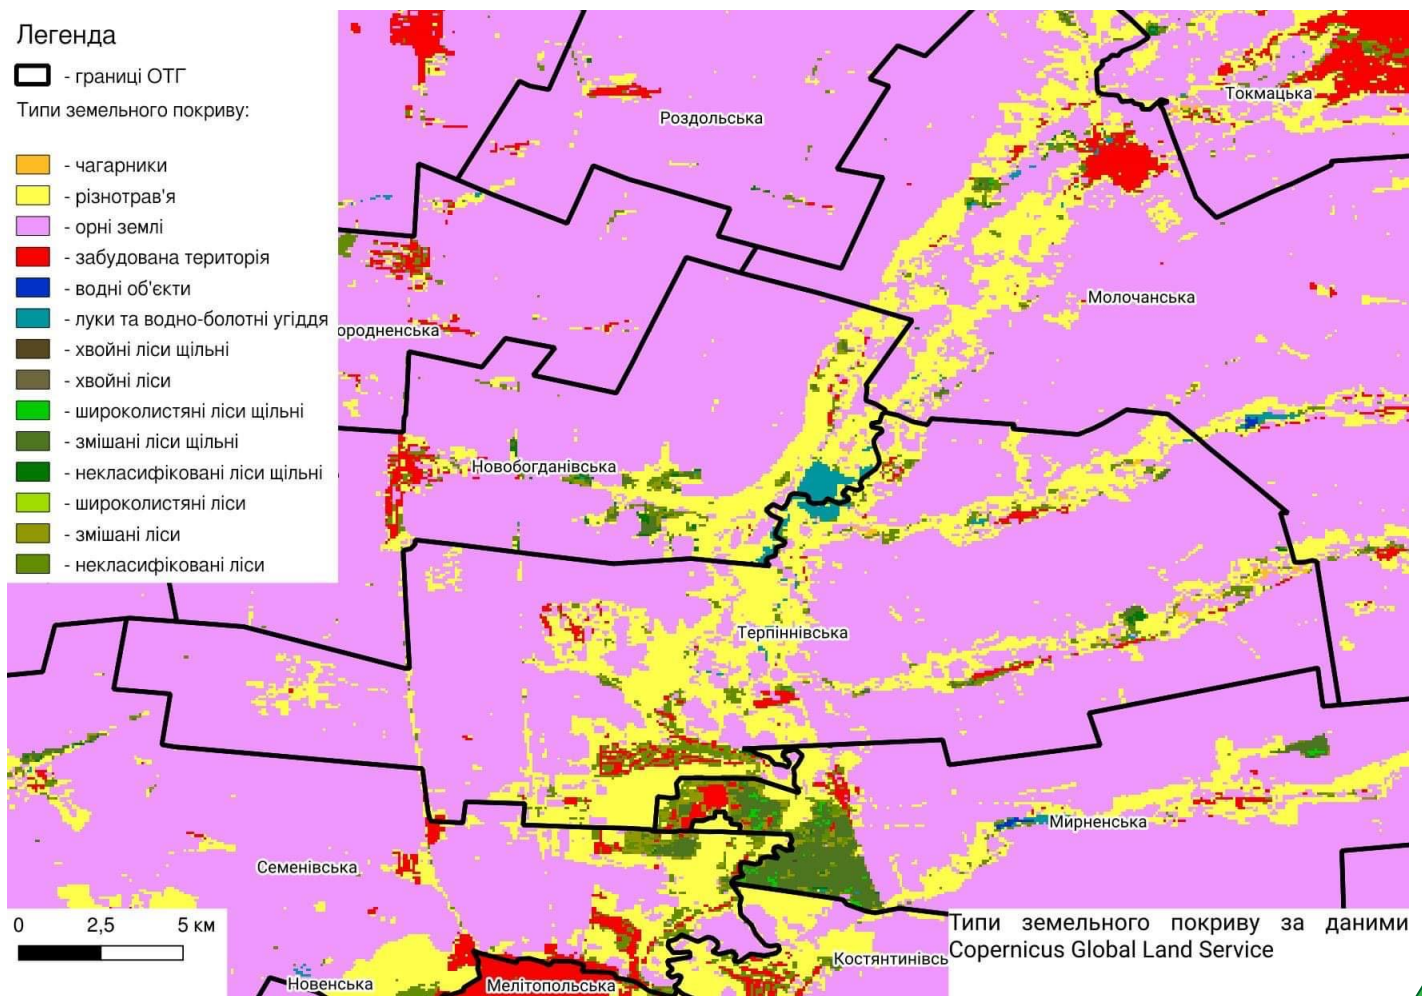 Легенда
- границі ОТГ
Типи земельного покриву:
- чагарники
- різнотрав'я
- орні землі
- забудована територія
- водні об'єкти
- луки та водно-болотні угіддя
- хвойні ліси щільні
- хвойні ліси
- широколистяні ліси щільні
- змішані ліси щільні
- некласифіковані ліси щільні
- широколистяні ліси
- змішані ліси
- некласифіковані ліси
Токмацька
Роздольська
Молочанська
ородненська
Новобогданівська
Терпіннівська
Мирненська
Семенівська
0 2,5 5 км
Типи земельного покриву за даними
Copernicus Global Land Service
Костянтинівсь
Новенська
Мелітопольська